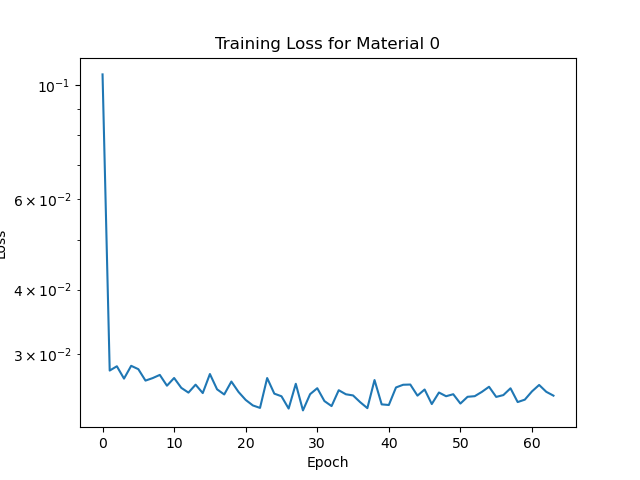 Training Loss for Material 0
10⁻¹
6 × 10⁻²
4 × 10⁻²
3 × 10⁻²
Loss
0 10 20 30 40 50 60
Epoch